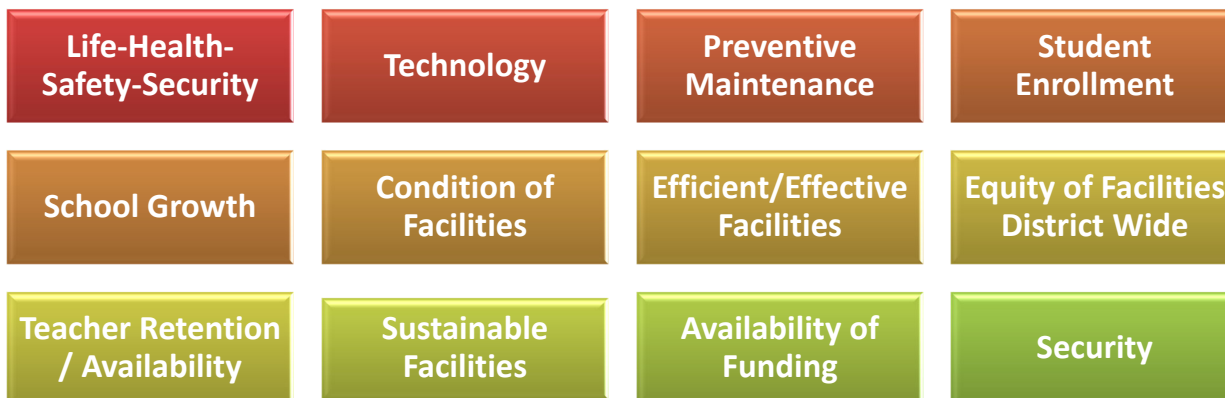 Life-Health-
Safety-Security
Technology
Preventive
Maintenance
Student
Enrollment
School Growth
Condition of
Facilities
Efficient/Effective
Facilities
Equity of Facilities
District Wide
Teacher Retention
/ Availability
Sustainable
Facilities
Availability of
Funding
Security